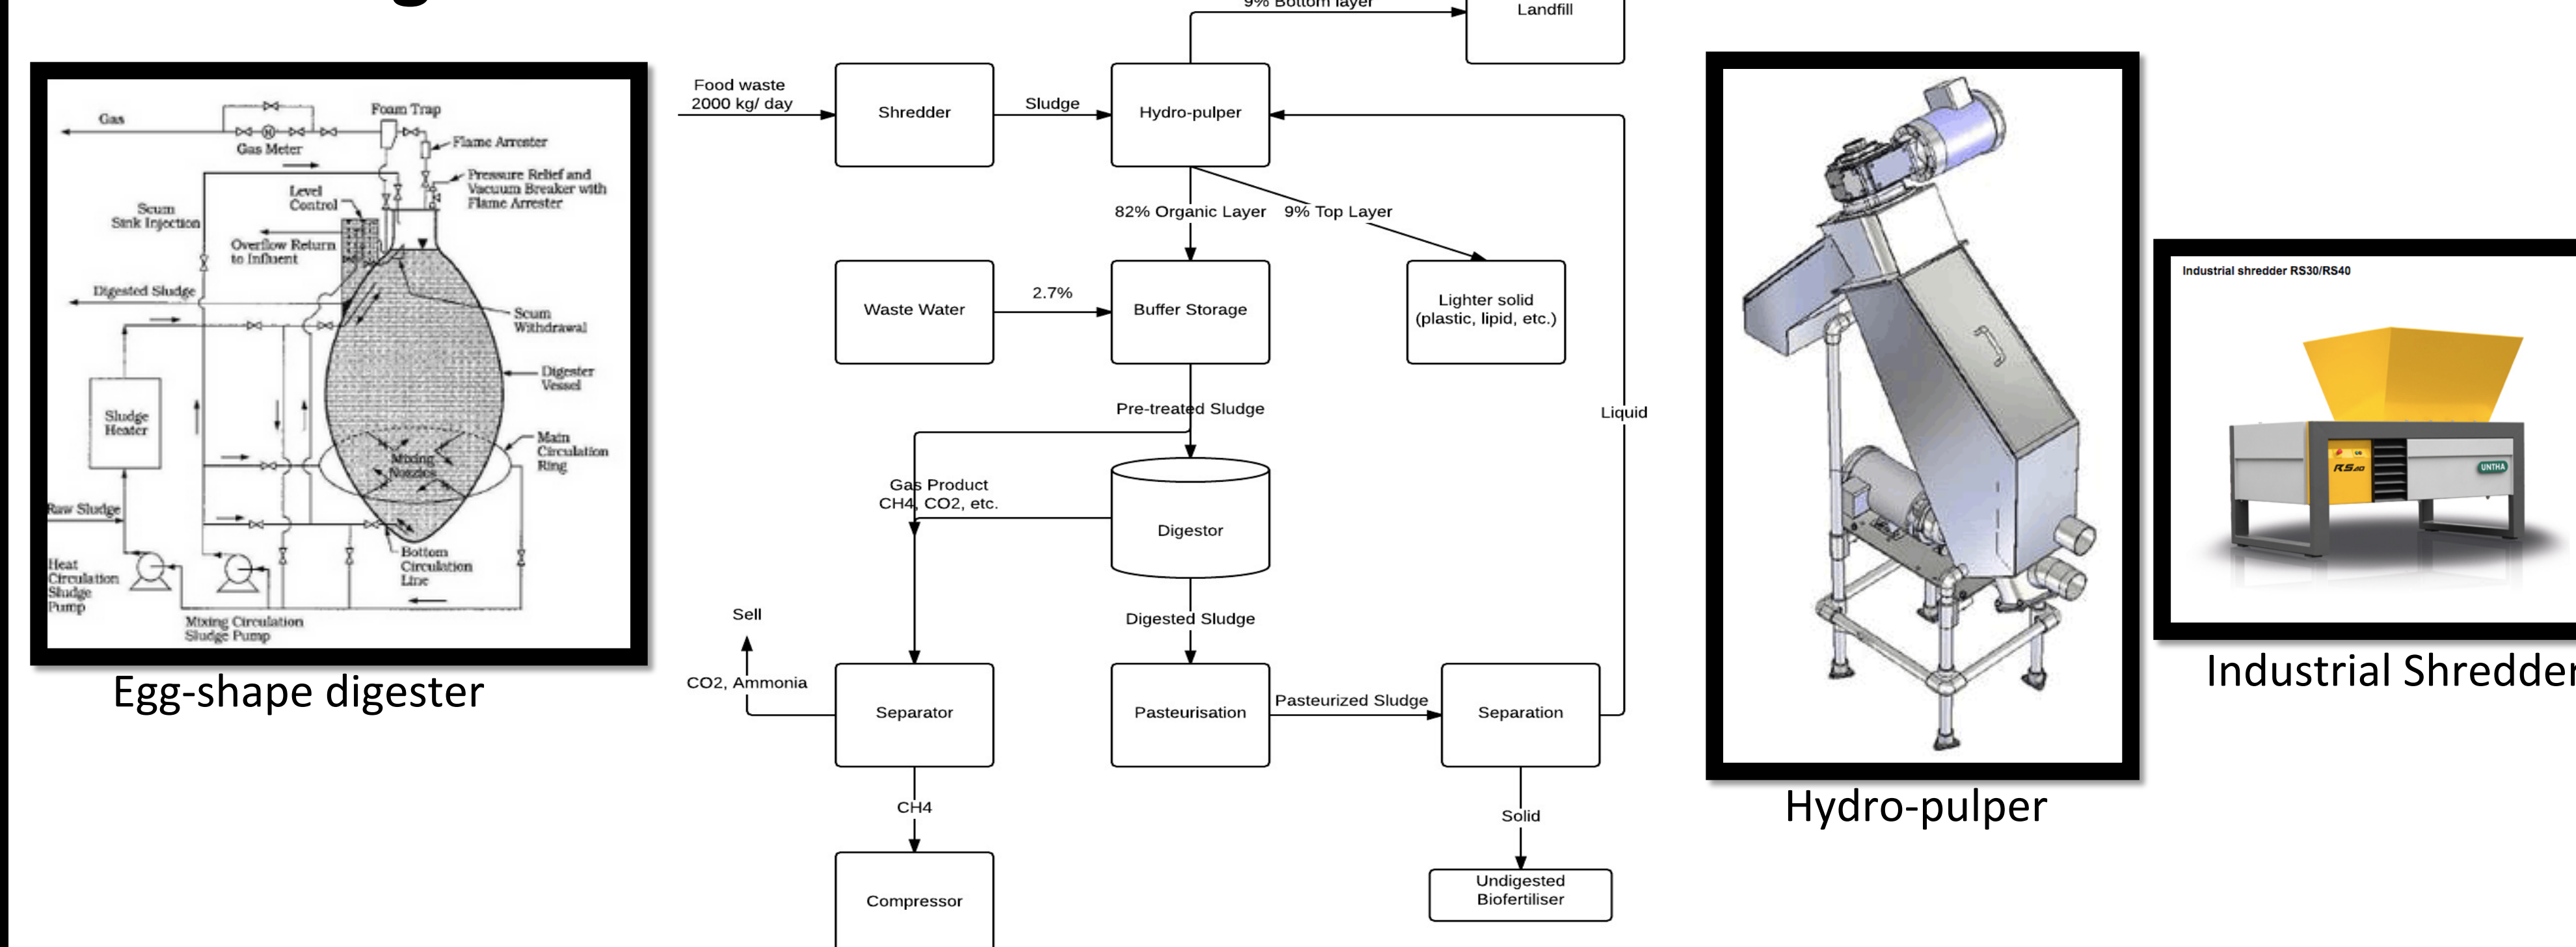 Gas
Foam Trap
Gas Meter
Flame Arrester
Pressure Relief and
Vacuum Breaker with
Flame Arrester
Level
Control
Scum
Sink Injection
Overflow Return
to Influent
Digested Sludge
Scum
Withdrawal
Digester
Vessel
Sludge
Heater
Main
Circulation
Ring
Mixing
Nozzles
Raw Sludge
Bottom
Circulation
Line
Heat
Circulation
Sludge
Pump
Mixing Circulation
Sludge Pump
Egg-shape digester
9% Bottom layer
Landfill
Food waste
2000 kg/ day
Shredder
Sludge
Hydro-pulper
82% Organic Layer
9% Top Layer
Waste Water
2.7%
Buffer Storage
Lighter solid
(plastic, lipid, etc.)
Pre-treated Sludge
Liquid
Gas Product
CH4, CO2, etc.
Digestor
Digested Sludge
Sell
CO2, Ammonia
Separator
Pasteurisation
Pasteurized Sludge
Separation
CH4
Solid
Compressor
Undigested
Biofertiliser
Hydro-pulper
Industrial shredder RS30/RS40
RS40
UNTHA
Industrial Shredder